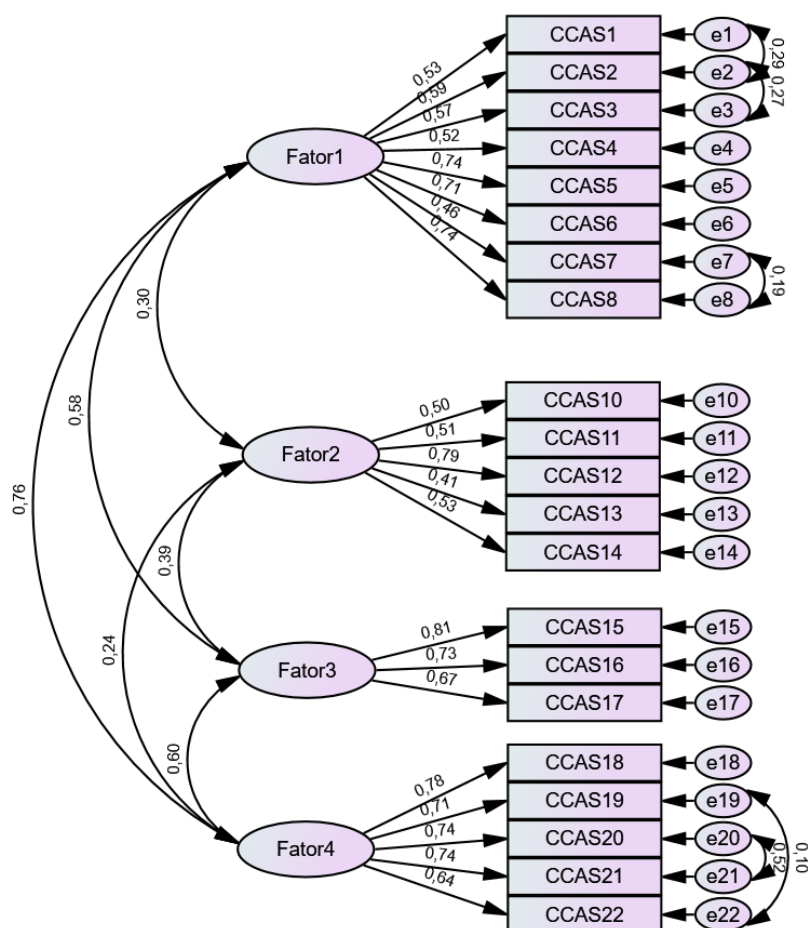 CCAS1
e1
0,53
0,29
CCAS2
e2
0,59
0,27
CCAS3
e3
0,57
CCAS4
e4
0,52
Fator1
CCAS5
e5
0,74
CCAS6
e6
0,71
CCAS7
e7
0,46
0,19
CCAS8
e8
0,74
0,30
0,58
0,76
CCAS10
e10
0,50
CCAS11
e11
0,51
Fator2
CCAS12
e12
0,79
CCAS13
e13
0,41
CCAS14
e14
0,53
0,39
0,24
CCAS15
e15
0,81
Fator3
CCAS16
e16
0,73
CCAS17
e17
0,67
0,60
CCAS18
e18
0,78
CCAS19
e19
0,71
Fator4
CCAS20
e20
0,74
0,52
0,10
CCAS21
e21
0,74
CCAS22
e22
0,64